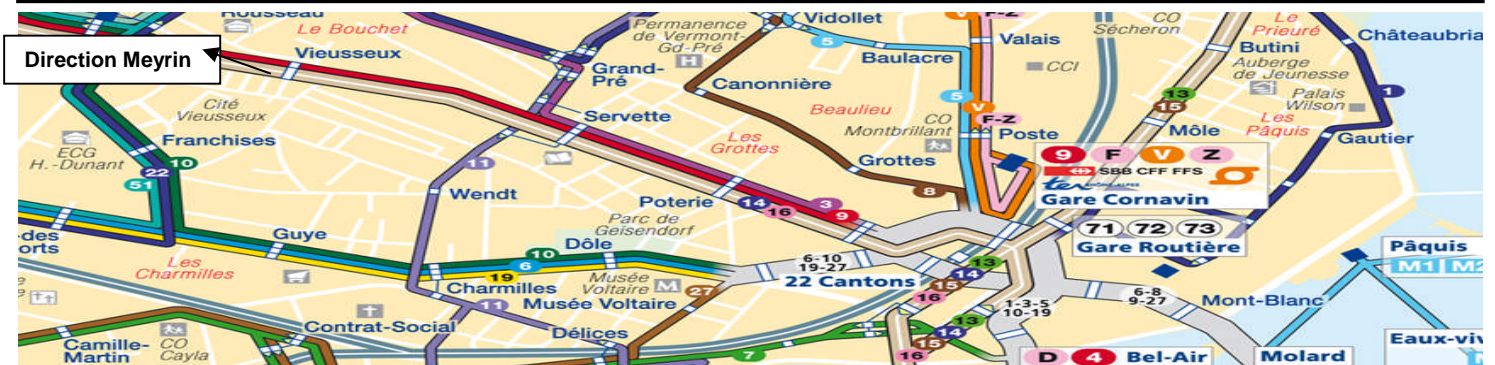 Rousseau
Le Bouchet
Vieusseux
Direction Meyrin
Cité
Vieusseux
Franchises
ECG
H.-Dunant
10
22
51
Permanence
de Vermont-
Gd-Pré
H
Grand-
Pré
Servette
11
Wendt
Vidollet
5
Canonnière
Baulacre
Beaulieu
CO
Montbrillant
Les
Grottes
Grottes
8
5
V
F-Z
V
F-Z
Valais
CCI
Poste
CO
Sécheron
Le
Prieuré
Butini
Auberge
de Jeunesse
13
15
Palais
Wilson
Les
Pâquis
Môle
Châteaubria
1
Gautier
9 F V Z
SBB CFF FFS
ter RHÔNE-ALPES
Gare Cornavin
71 72 73
Gare Routière
Poterie
14
16
3
9
Parc de
Geisendorf
-des
orts
Les
Charmilles
Guye
10
6
19
Dôle
Charmilles
Musée
Voltaire
M
Musée Voltaire
27
11
Contrat-Social
Délices
Camille-
Martin
CO
Cayla
7
6-10
19-27
22 Cantons
13
14
15
16
1-3-5
10-19
13
14
15
16
6-8
9-27
Mont-Blanc
Pâquis
M1 M2
D 4 Bel-Air
Molard
Eaux-viv